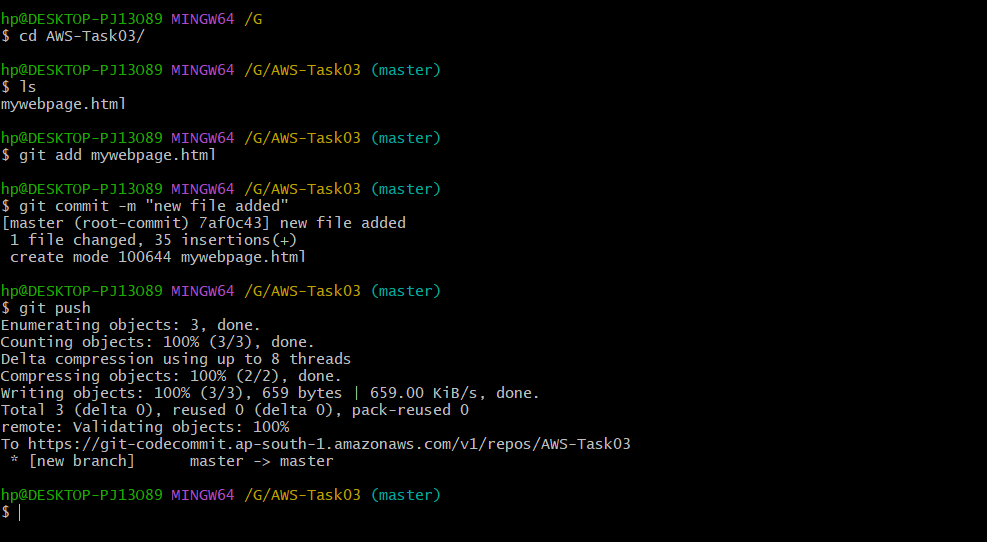 hp@DESKTOP-PJ13O89 MINGW64 /G
$ cd AWS-Task03/
hp@DESKTOP-PJ13O89 MINGW64 /G/AWS-Task03 (master)
$ ls
mywebpage.html
hp@DESKTOP-PJ13O89 MINGW64 /G/AWS-Task03 (master)
$ git add mywebpage.html
hp@DESKTOP-PJ13O89 MINGW64 /G/AWS-Task03 (master)
$ git commit -m "new file added"
[master (root-commit) 7af0c43] new file added
 1 file changed, 35 insertions(+)
 create mode 100644 mywebpage.html
hp@DESKTOP-PJ13O89 MINGW64 /G/AWS-Task03 (master)
$ git push
Enumerating objects: 3, done.
Counting objects: 100% (3/3), done.
Delta compression using up to 8 threads
Compressing objects: 100% (2/2), done.
Writing objects: 100% (3/3), 659 bytes | 659.00 KiB/s, done.
Total 3 (delta 0), reused 0 (delta 0), pack-reused 0
remote: Validating objects: 100%
To https://git-codecommit.ap-south-1.amazonaws.com/v1/repos/AWS-Task03
 * [new branch]      master -> master
hp@DESKTOP-PJ13O89 MINGW64 /G/AWS-Task03 (master)
$